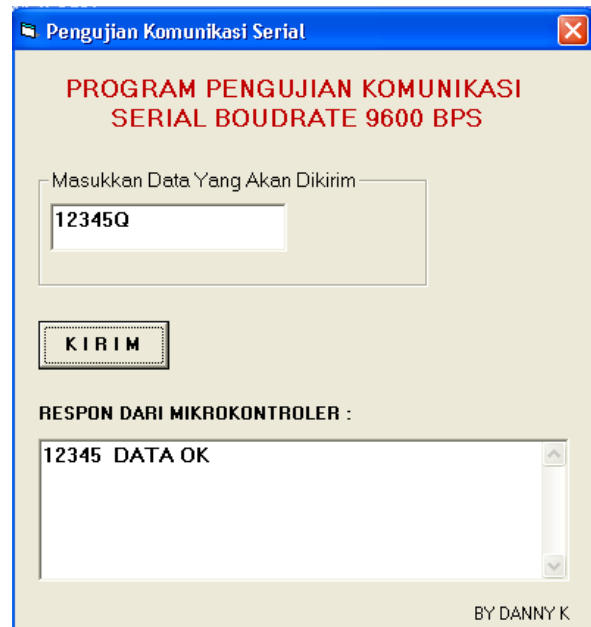 Pengujian Komunikasi Serial
PROGRAM PENGUJIAN KOMUNIKASI
SERIAL BOUDRATE 9600 BPS
Masukkan Data Yang Akan Dikirim
12345Q
K I R I M
RESPON DARI MIKROKONTROLER :
12345 DATA OK
BY DANNY K